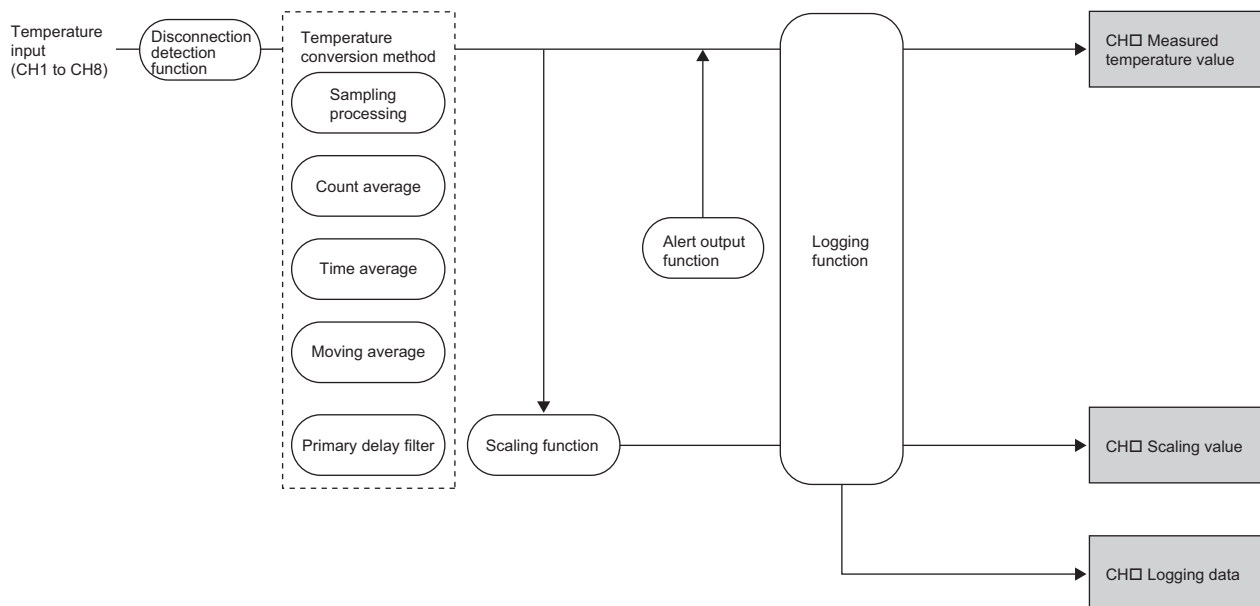 Temperature
input
(CH1 to CH8)
Disconnection
detection
function
Temperature
conversion method
Sampling
processing
Count average
Time average
Moving average
Primary delay filter
Scaling function
Alert output
function
Logging
function
CH□ Measured
temperature value
CH□ Scaling value
CH□ Logging data